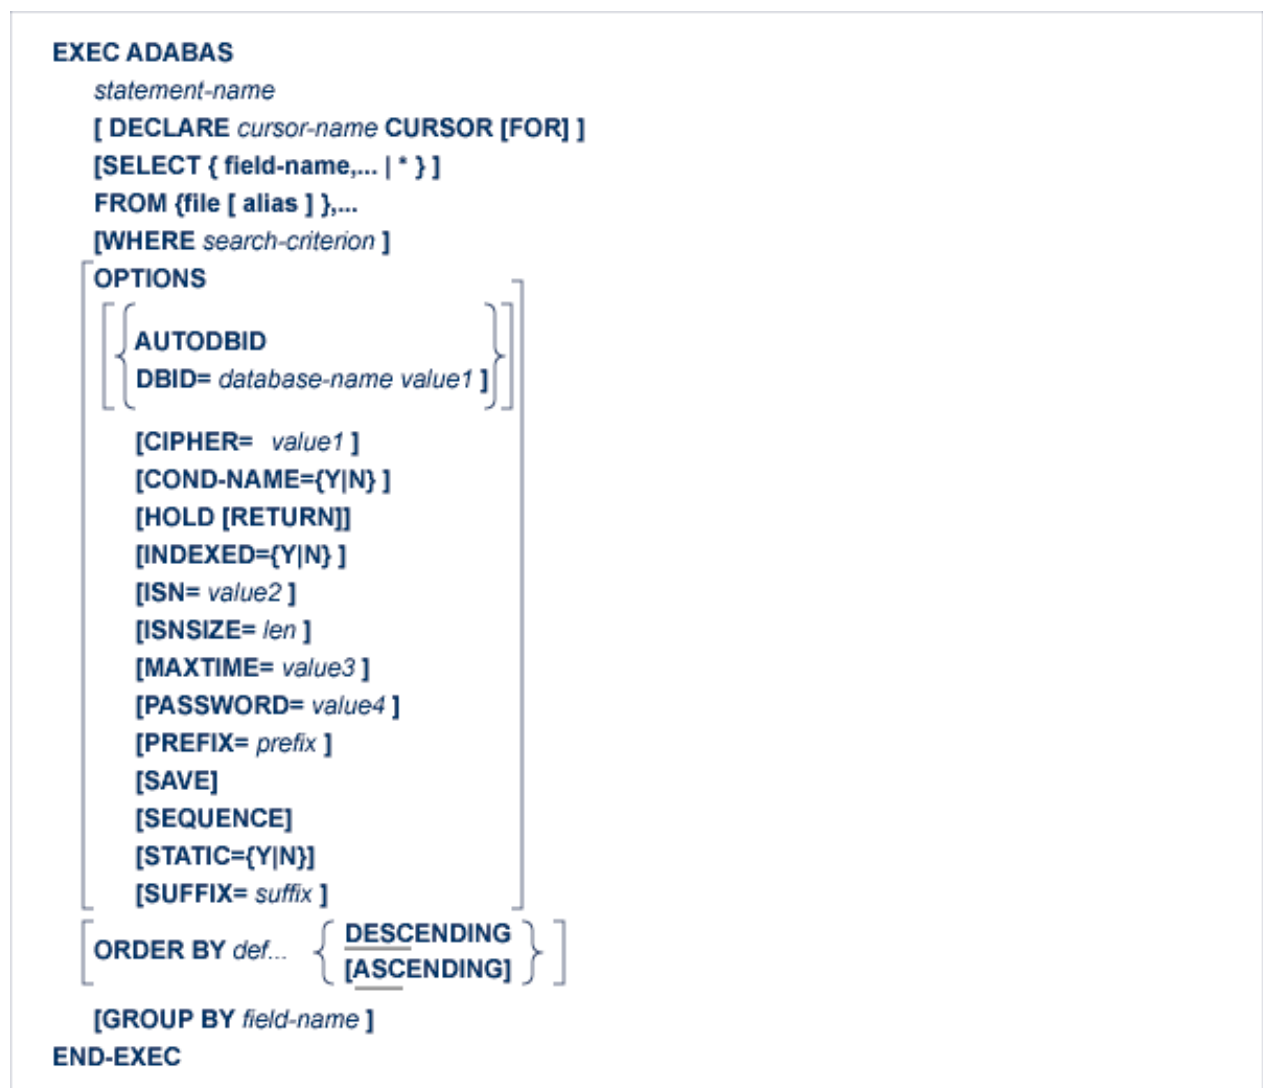 EXEC ADABAS
statement-name
[ DECLARE cursor-name CURSOR [FOR] ]
[SELECT { field-name,... | * } ]
FROM {file [ alias ] },...
[WHERE search-criterion ]
OPTIONS
AUTODBID
DBID= database-name value1 ]
[CIPHER= value1 ]
[COND-NAME={Y|N} ]
[HOLD [RETURN]]
[INDEXED={Y|N} ]
[ISN= value2 ]
[ISNSIZE= len ]
[MAXTIME= value3 ]
[PASSWORD= value4 ]
[PREFIX= prefix ]
[SAVE]
[SEQUENCE]
[STATIC={Y|N}]
[SUFFIX= suffix ]
ORDER BY def... DESCENDING
[ASCENDING]
[GROUP BY field-name ]
END-EXEC